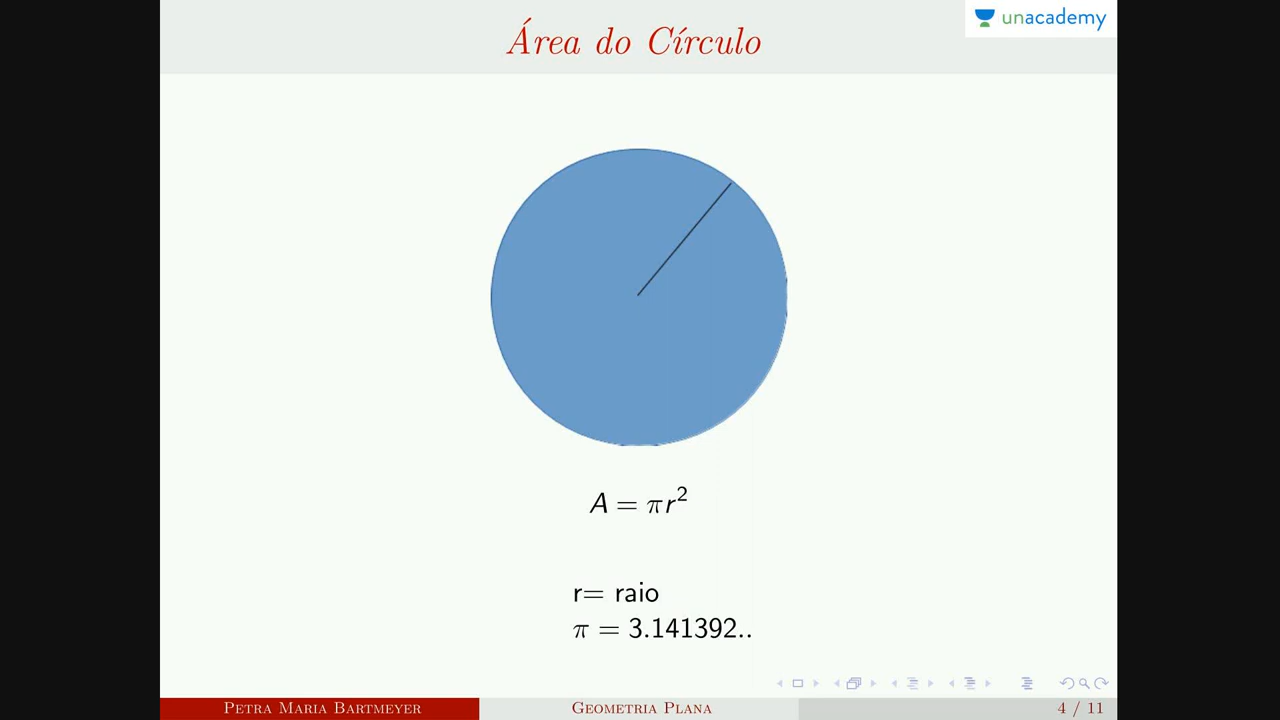 unacademy
Área do Círculo
A = πr²
r= raio
π = 3.141392..
Petra Maria Bartmeyer
Geometria Plana
4 / 11